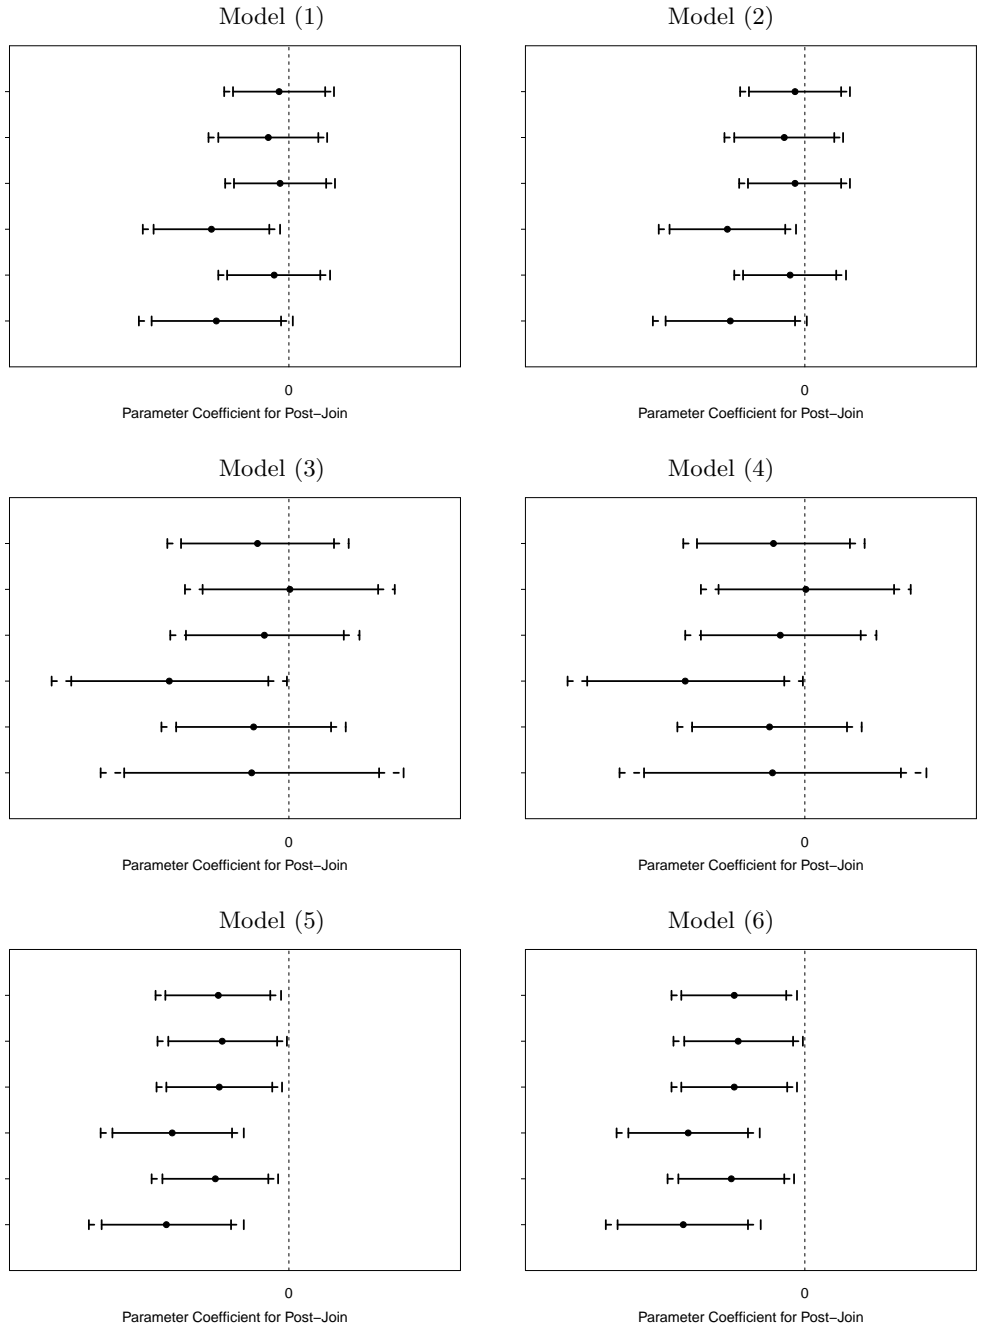 Model (1)
Model (2)
0
0
Parameter Coefficient for Post−Join
Parameter Coefficient for Post−Join
Model (3)
Model (4)
0
0
Parameter Coefficient for Post−Join
Parameter Coefficient for Post−Join
Model (5)
Model (6)
0
0
Parameter Coefficient for Post−Join
Parameter Coefficient for Post−Join